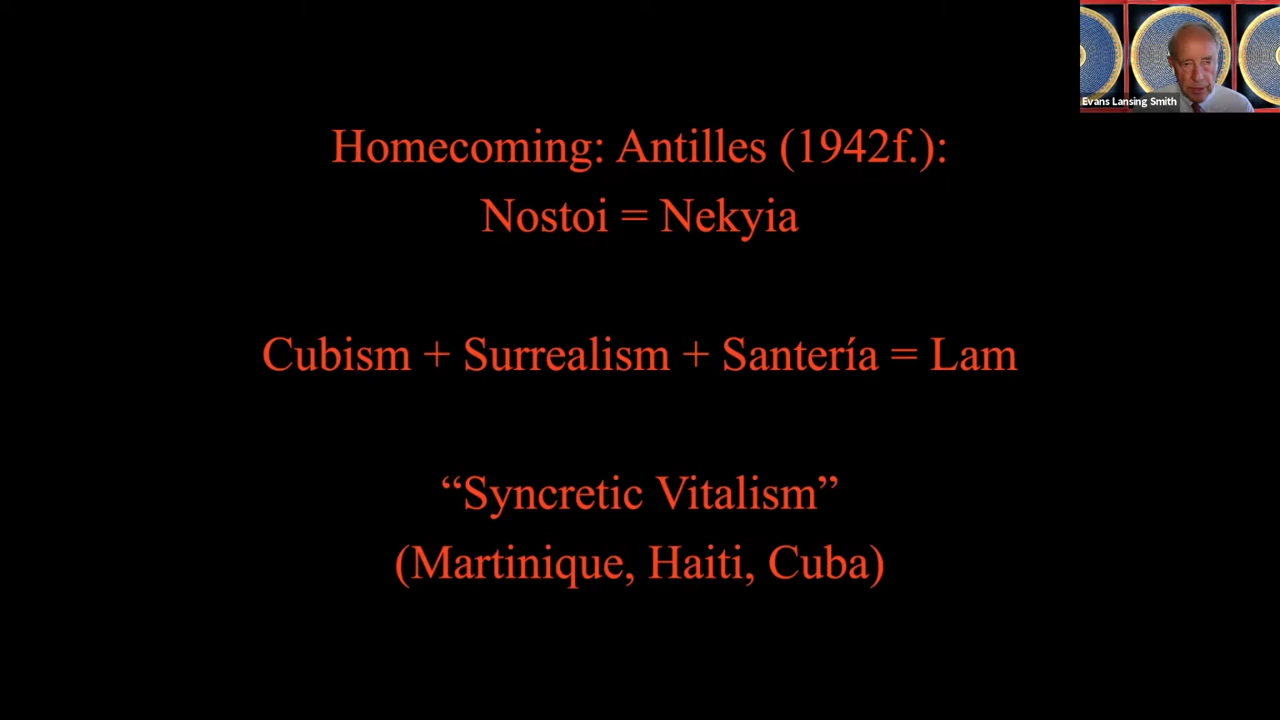 Evans Lansing Smith
Homecoming: Antilles (1942f.):
Nostoi = Nekyia
Cubism + Surrealism + Santería = Lam
“Syncretic Vitalism”
(Martinique, Haiti, Cuba)